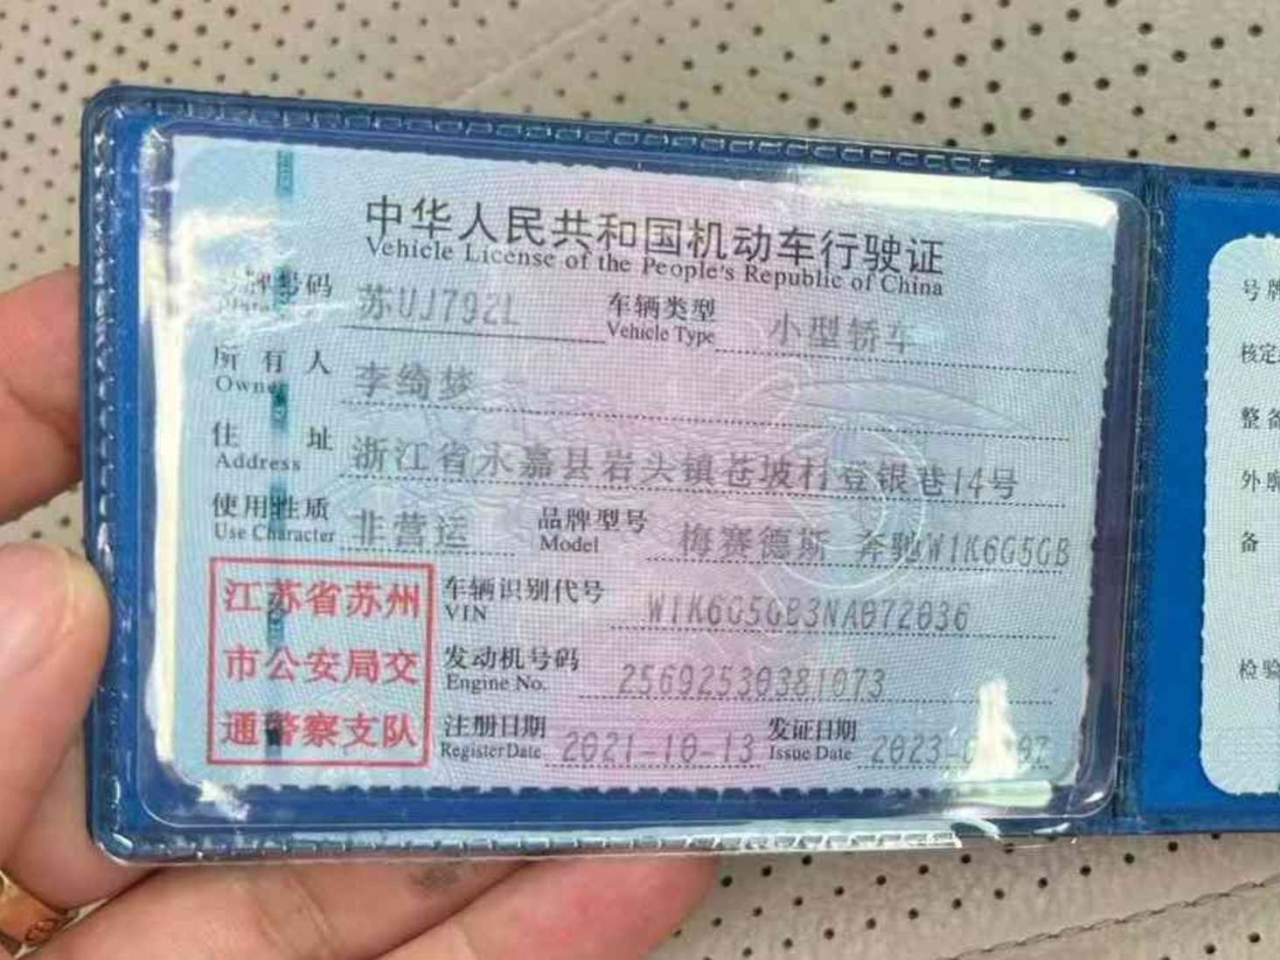 中华人民共和国机动车行驶证
Vehicle License of the People's Republic of China
号牌号码 苏UJ792L 车辆类型 小型轿车
Plate Vehicle Type
所有人 李绮梦
Owner
住址 浙江省永嘉县岩头镇苍坡村登银巷14号
Address
使用性质 非营运 品牌型号 梅赛德斯 奔驰W1K6G5GB
Use Character Model
江苏省苏州
市公安局交
通警察支队
车辆识别代号 W1K6G5GB3NA072036
VIN
发动机号码 25692530381073
Engine No.
注册日期 2021-10-13 发证日期 2023-
Register Date Issue Date
号牌
核定
整备
外廓
备
检验